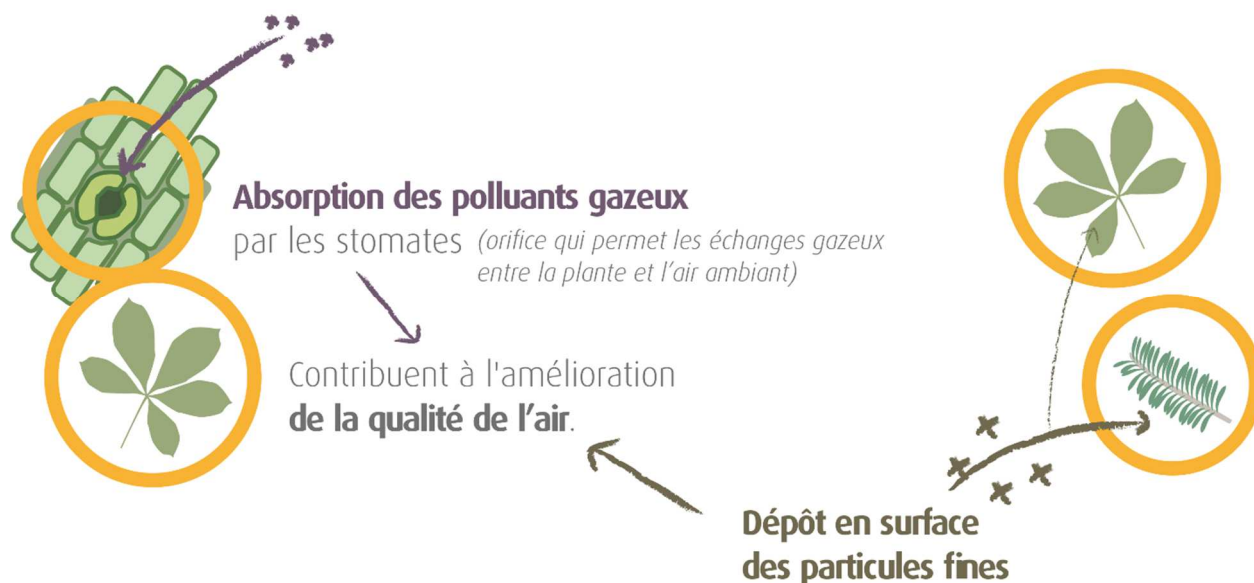 Absorption des polluants gazeux
par les stomates (orifice qui permet les échanges gazeux
entre la plante et l'air ambiant)
Contribuent à l'amélioration
de la qualité de l'air.
Dépôt en surface
des particules fines